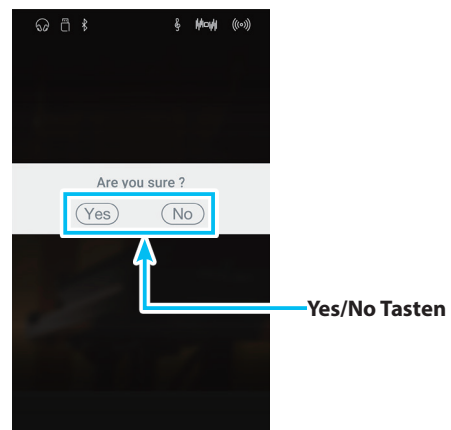 Are you sure ?
Yes No
Yes/No Tasten